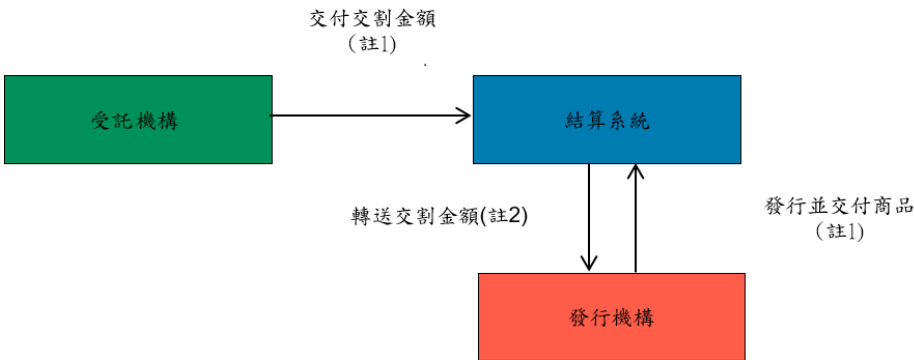 交付交割金額
（註1）
受託機構
結算系統
轉送交割金額(註2)
發行並交付商品
（註1）
發行機構